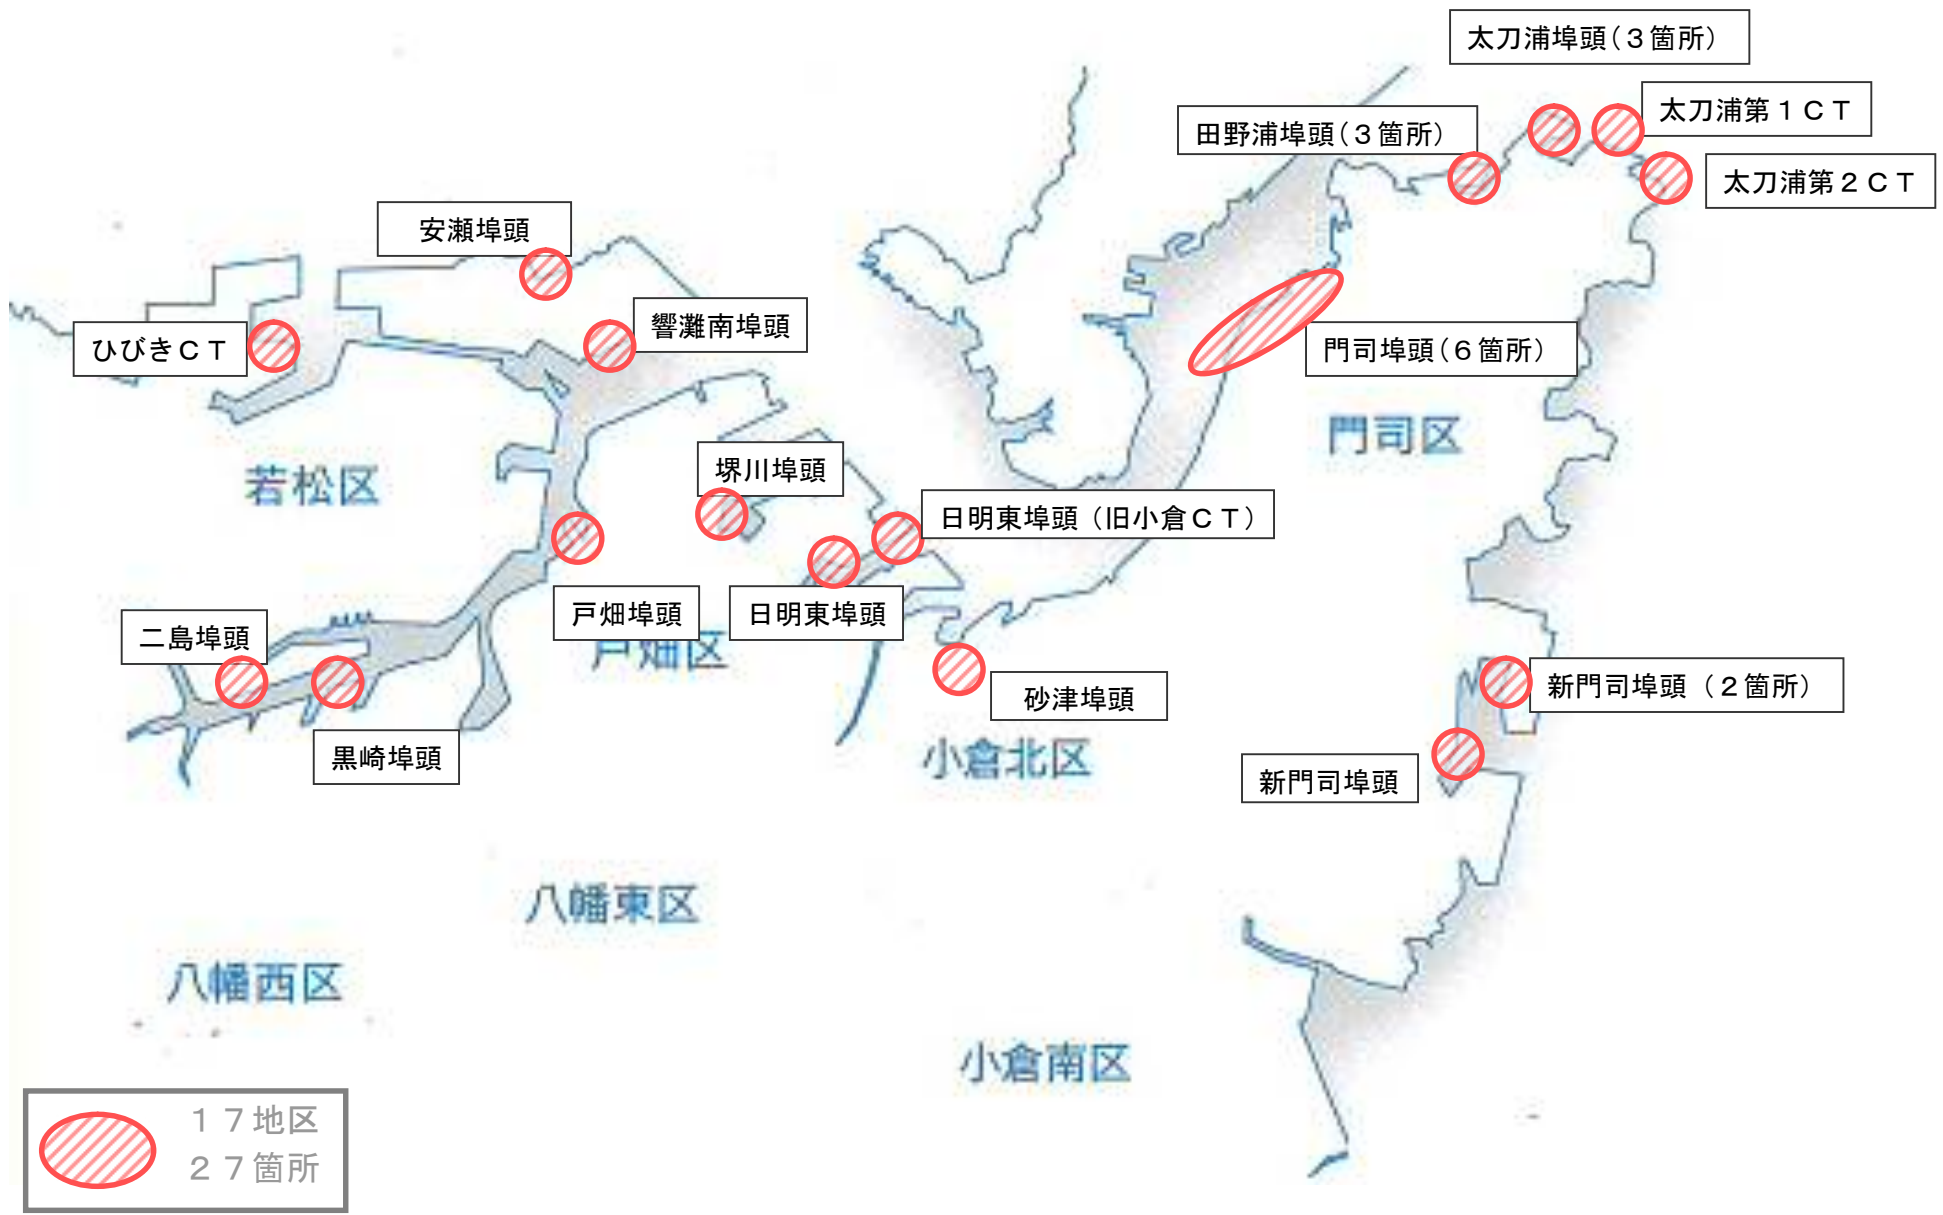 太刀浦埠頭(３箇所)
太刀浦第１ＣＴ
田野浦埠頭(３箇所)
太刀浦第２ＣＴ
安瀬埠頭
響灘南埠頭
ひびきＣＴ
門司埠頭(６箇所)
門司区
若松区
堺川埠頭
日明東埠頭（旧小倉ＣＴ）
戸畑埠頭
日明東埠頭
二島埠頭
戸畑区
砂津埠頭
新門司埠頭（２箇所）
黒崎埠頭
小倉北区
新門司埠頭
八幡東区
八幡西区
小倉南区
１７地区
２７箇所